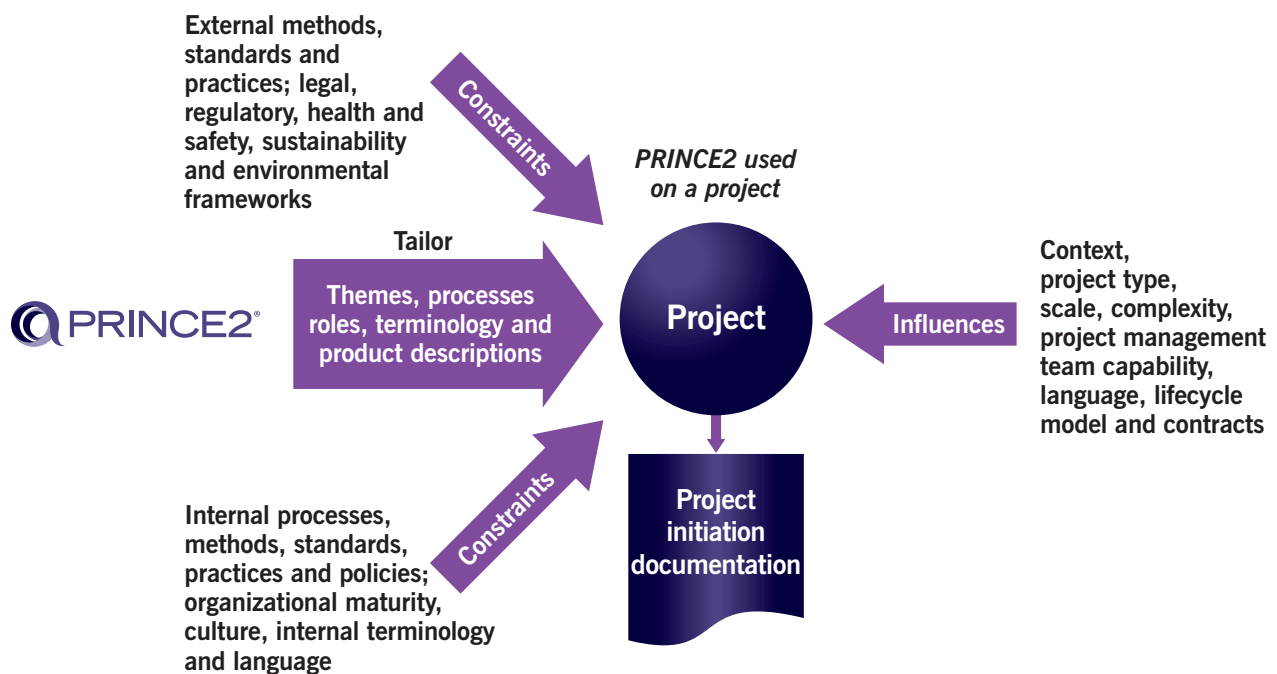 External methods,
standards and
practices; legal,
regulatory, health and
safety, sustainability
and environmental
frameworks
Constraints
PRINCE2 used
on a project
Tailor
PRINCE2®
Themes, processes
roles, terminology and
product descriptions
Project
Influences
Context,
project type,
scale, complexity,
project management
team capability,
language, lifecycle
model and contracts
Constraints
Internal processes,
methods, standards,
practices and policies;
organizational maturity,
culture, internal terminology
and language
Project
initiation
documentation